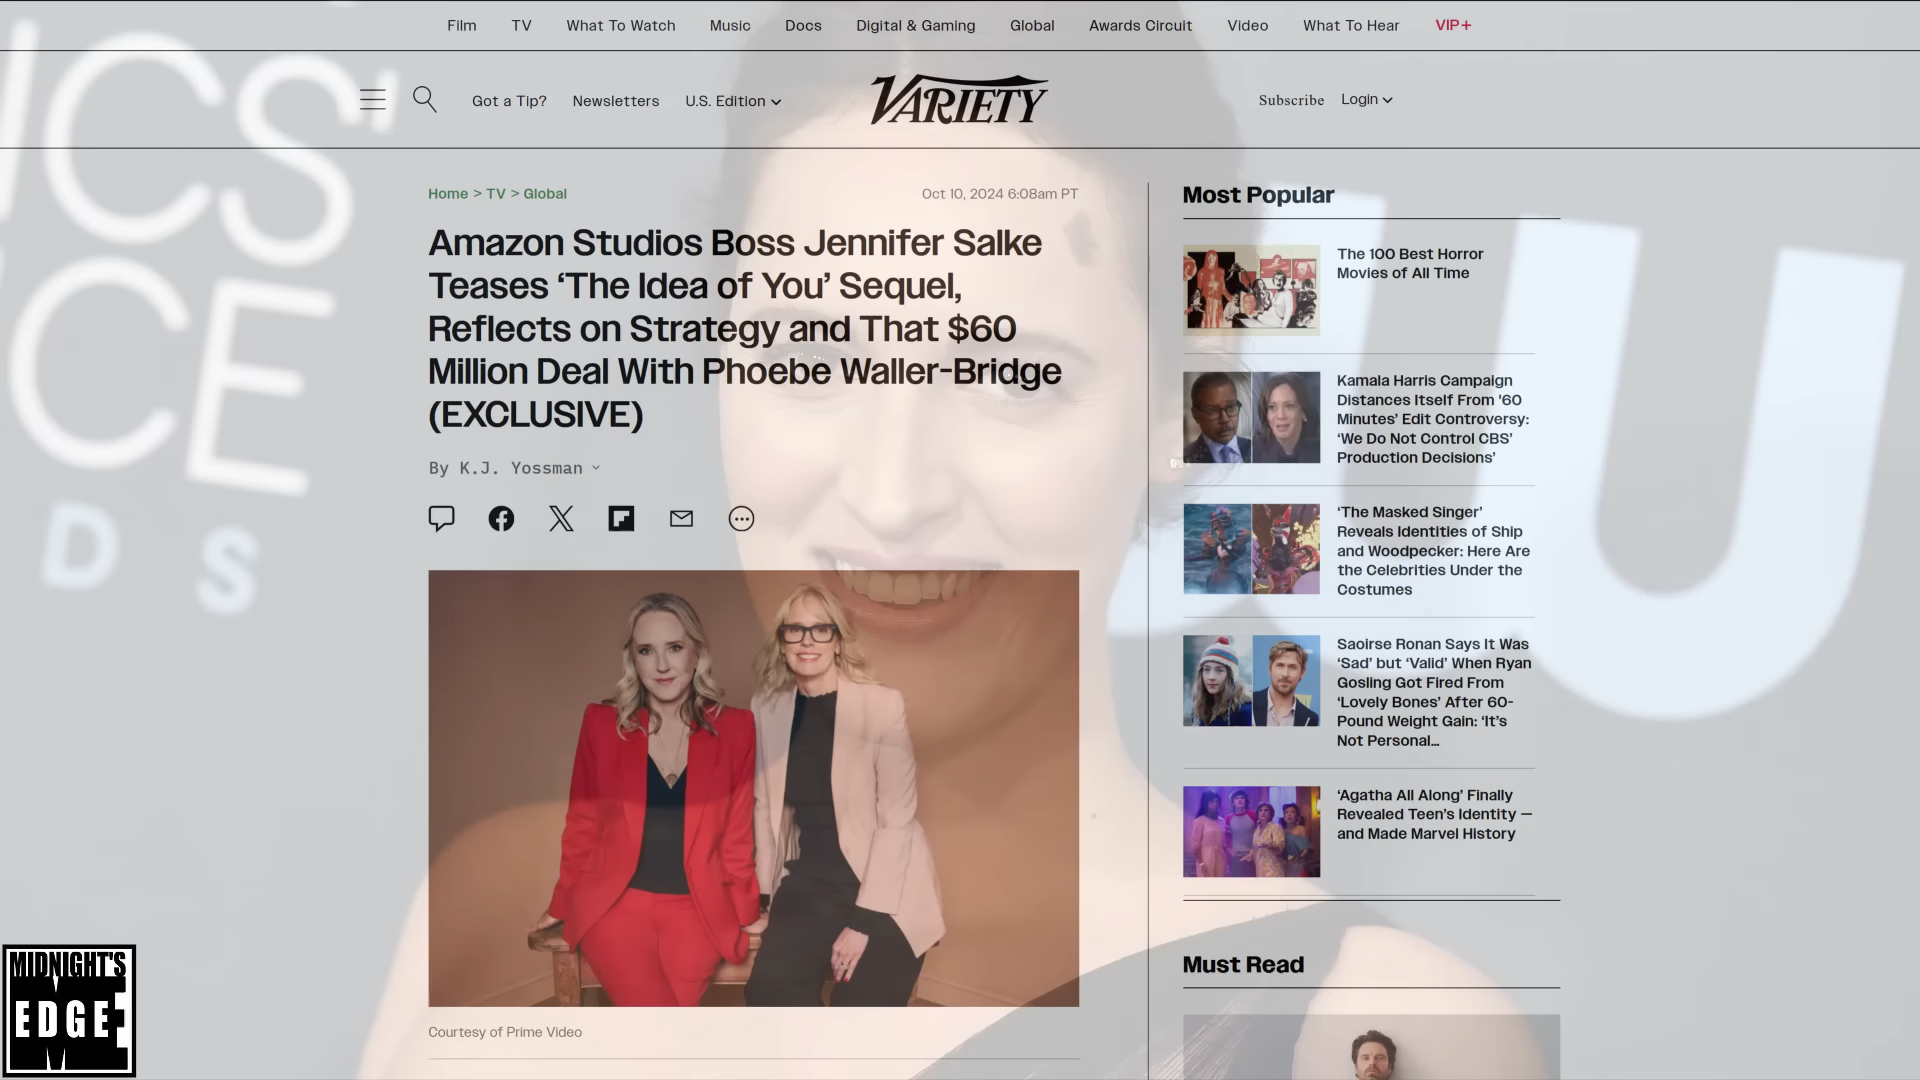 Film TV What To Watch Music Docs Digital & Gaming Global Awards Circuit Video What To Hear VIP+
Got a Tip? Newsletters U.S. Edition VARIETY Subscribe Login
Home > TV > Global
Oct 10, 2024 6:08am PT
Amazon Studios Boss Jennifer Salke
Teases ‘The Idea of You’ Sequel,
Reflects on Strategy and That $60
Million Deal With Phoebe Waller-Bridge
(EXCLUSIVE)
By K.J. Yossman
Courtesy of Prime Video
Most Popular
The 100 Best Horror
Movies of All Time
Kamala Harris Campaign
Distances Itself From '60
Minutes’ Edit Controversy:
‘We Do Not Control CBS’
Production Decisions’
‘The Masked Singer’
Reveals Identities of Ship
and Woodpecker: Here Are
the Celebrities Under the
Costumes
Saoirse Ronan Says It Was
‘Sad’ but ‘Valid’ When Ryan
Gosling Got Fired From
‘Lovely Bones’ After 60-
Pound Weight Gain: ‘It’s
Not Personal…
‘Agatha All Along’ Finally
Revealed Teen’s Identity —
and Made Marvel History
Must Read
ICS'
CE
DS
W
MIDNIGHT'S
EDGE